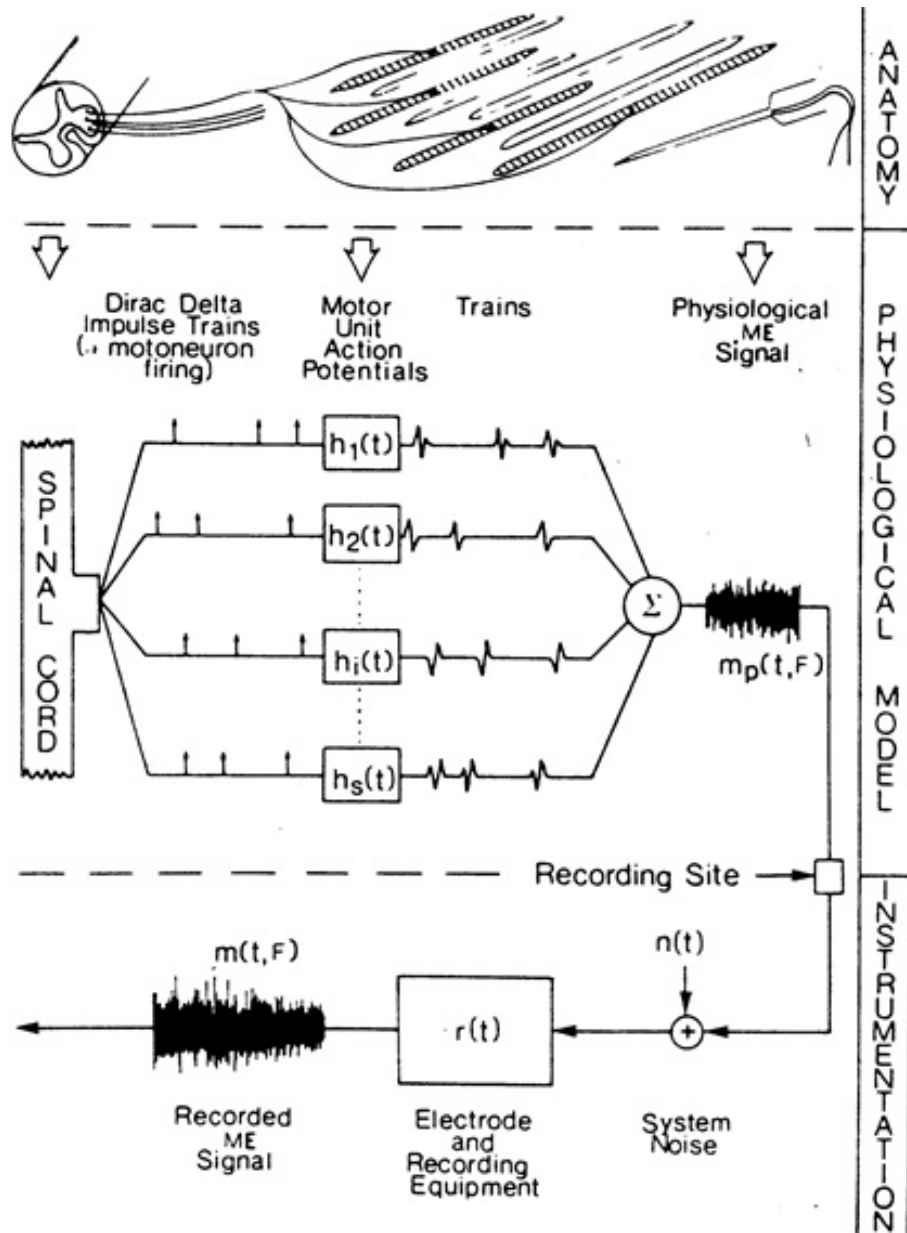 ANATOMY
Dirac Delta
Impulse Trains
motoneuron
firing)
Motor
Unit
Action
Potentials
Trains
Physiological
ME
Signal
PHYSIOLOGICAL MODEL
SPINAL CORD
h1(t)
h2(t)
hi(t)
hs(t)
Σ
mp(t,F)
Recording Site
INSTRUMENTATION
m(t,F)
n(t)
r(t)
+
Recorded
ME
Signal
Electrode
and
Recording
Equipment
System
Noise